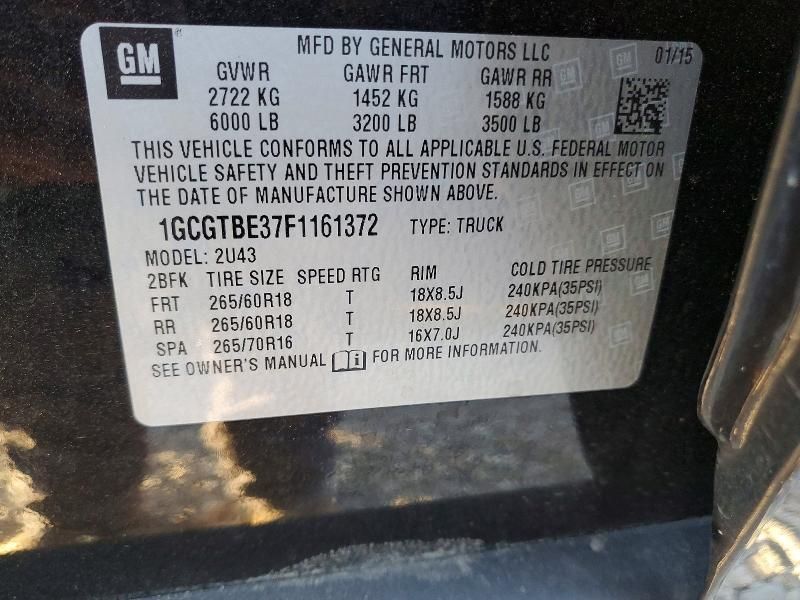 GM
MFD BY GENERAL MOTORS LLC 01/15
GVWR GAWR FRT GAWR RR
2722 KG 1452 KG 1588 KG
6000 LB 3200 LB 3500 LB
THIS VEHICLE CONFORMS TO ALL APPLICABLE U.S. FEDERAL MOTOR
VEHICLE SAFETY AND THEFT PREVENTION STANDARDS IN EFFECT ON
THE DATE OF MANUFACTURE SHOWN ABOVE.
1GCGTBE37F1161372 TYPE: TRUCK
MODEL: 2U43
2BFK TIRE SIZE SPEED RTG RIM COLD TIRE PRESSURE
FRT 265/60R18 T 18X8.5J 240KPA(35PSI)
RR 265/60R18 T 18X8.5J 240KPA(35PSI)
SPA 265/70R16 T 16X7.0J 240KPA(35PSI)
SEE OWNER'S MANUAL FOR MORE INFORMATION.